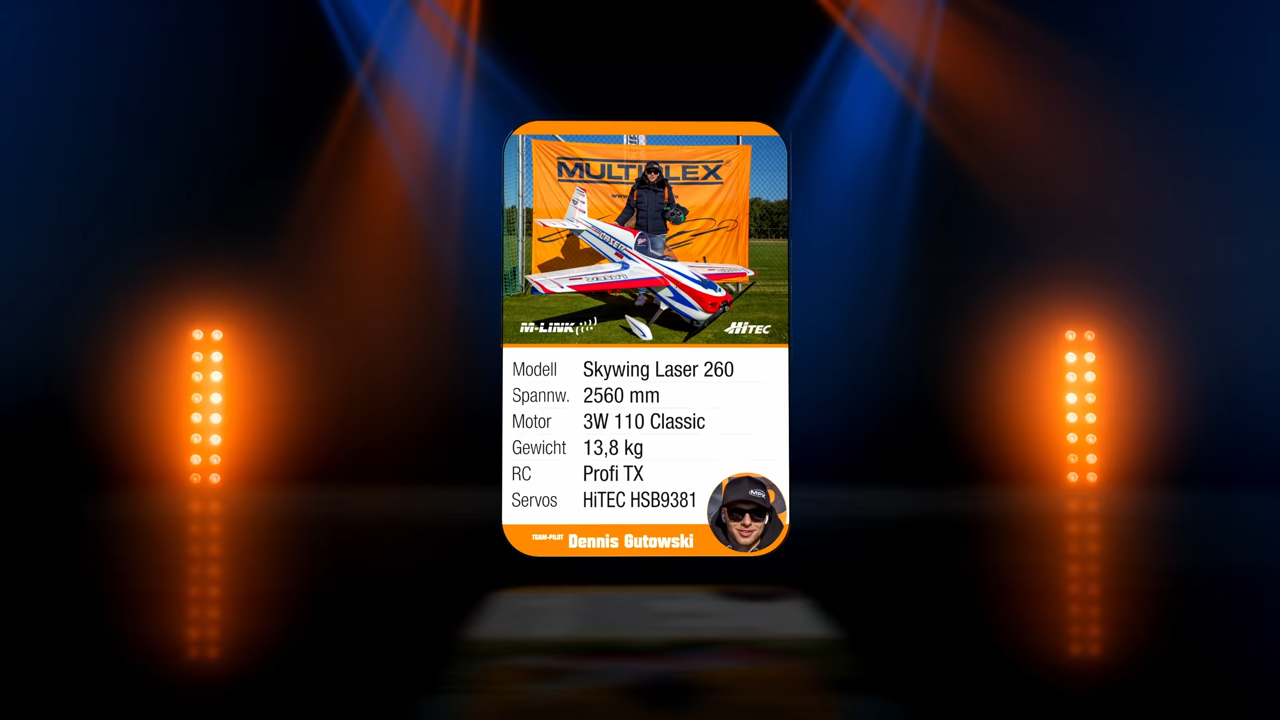 MULTIPLEX
M-LINK
HiTEC
Modell Skywing Laser 260
Spannw. 2560 mm
Motor 3W 110 Classic
Gewicht 13,8 kg
RC Profi TX
Servos HiTEC HSB9381
MPX
TEAM-PILOT Dennis Gutowski